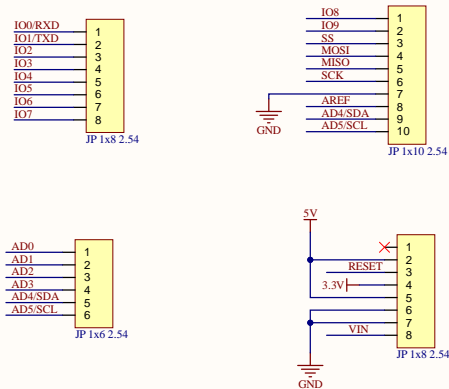 IO0/RXD 1
IO1/TXD 2
IO2 3
IO3 4
IO4 5
IO5 6
IO6 7
IO7 8
JP 1x8 2.54
IO8 1
IO9 2
SS 3
MOSI 4
MISO 5
SCK 6
7
GND
AREF 8
AD4/SDA 9
AD5/SCL 10
JP 1x10 2.54
AD0 1
AD1 2
AD2 3
AD3 4
AD4/SDA 5
AD5/SCL 6
JP 1x6 2.54
5V
1
2
RESET 3
3.3V 4
5
6
7
VIN 8
JP 1x8 2.54
GND